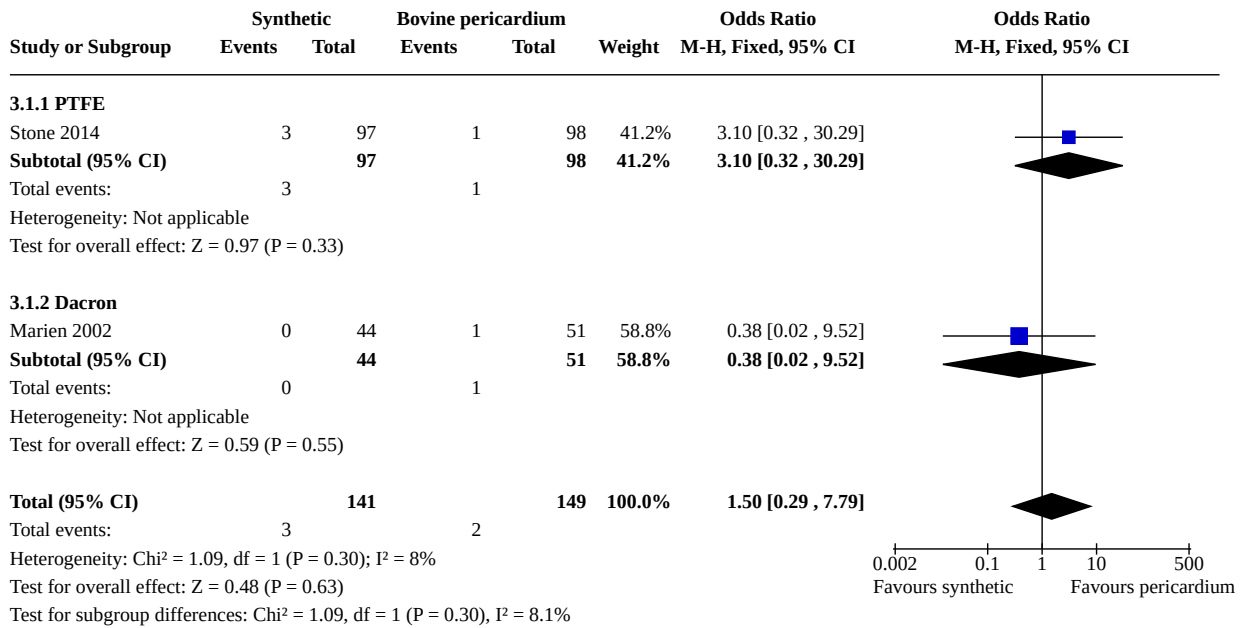 Synthetic Bovine pericardium Odds Ratio Odds Ratio
Study or Subgroup Events Total Events Total Weight M-H, Fixed, 95% CI M-H, Fixed, 95% CI
3.1.1 PTFE
Stone 2014 3 97 1 98 41.2% 3.10 [0.32 , 30.29]
Subtotal (95% CI) 97 98 41.2% 3.10 [0.32 , 30.29]
Total events: 3 1
Heterogeneity: Not applicable
Test for overall effect: Z = 0.97 (P = 0.33)
3.1.2 Dacron
Marien 2002 0 44 1 51 58.8% 0.38 [0.02 , 9.52]
Subtotal (95% CI) 44 51 58.8% 0.38 [0.02 , 9.52]
Total events: 0 1
Heterogeneity: Not applicable
Test for overall effect: Z = 0.59 (P = 0.55)
Total (95% CI) 141 149 100.0% 1.50 [0.29 , 7.79]
Total events: 3 2
Heterogeneity: Chi² = 1.09, df = 1 (P = 0.30); I² = 8%
0.002 0.1 1 10 500
Test for overall effect: Z = 0.48 (P = 0.63)
Favours synthetic Favours pericardium
Test for subgroup differences: Chi² = 1.09, df = 1 (P = 0.30), I² = 8.1%